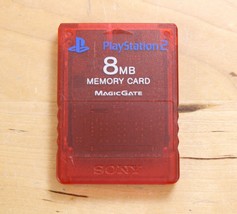 PlayStation 2
8MB
MEMORY CARD
MAGICGATE
SONY